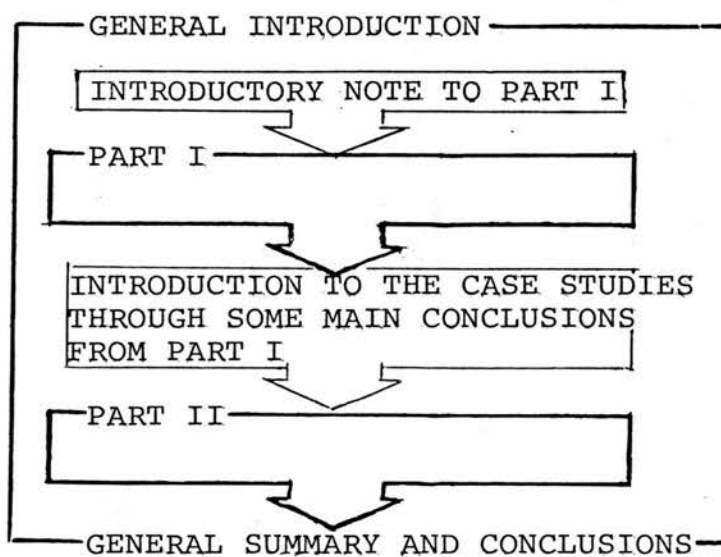 GENERAL INTRODUCTION
INTRODUCTORY NOTE TO PART I
PART I
INTRODUCTION TO THE CASE STUDIES
THROUGH SOME MAIN CONCLUSIONS
FROM PART I
PART II
GENERAL SUMMARY AND CONCLUSIONS